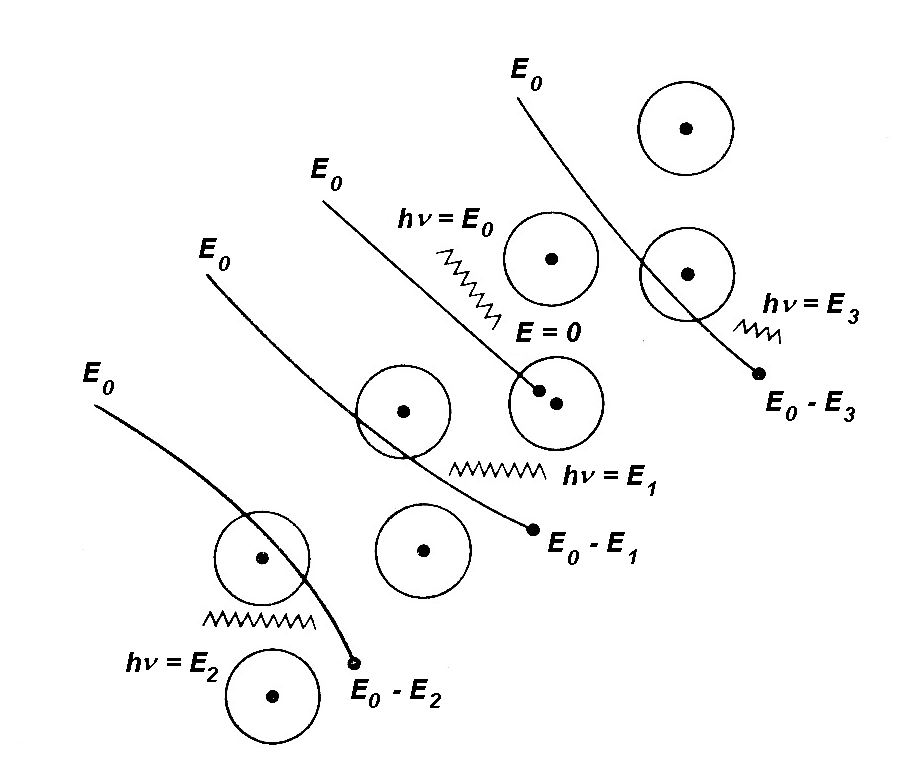 E₀
E₀
hν = E₀
E₀
hν = E₃
E = 0
E₀
E₀ - E₃
hν = E₁
E₀ - E₁
hν = E₂
E₀ - E₂